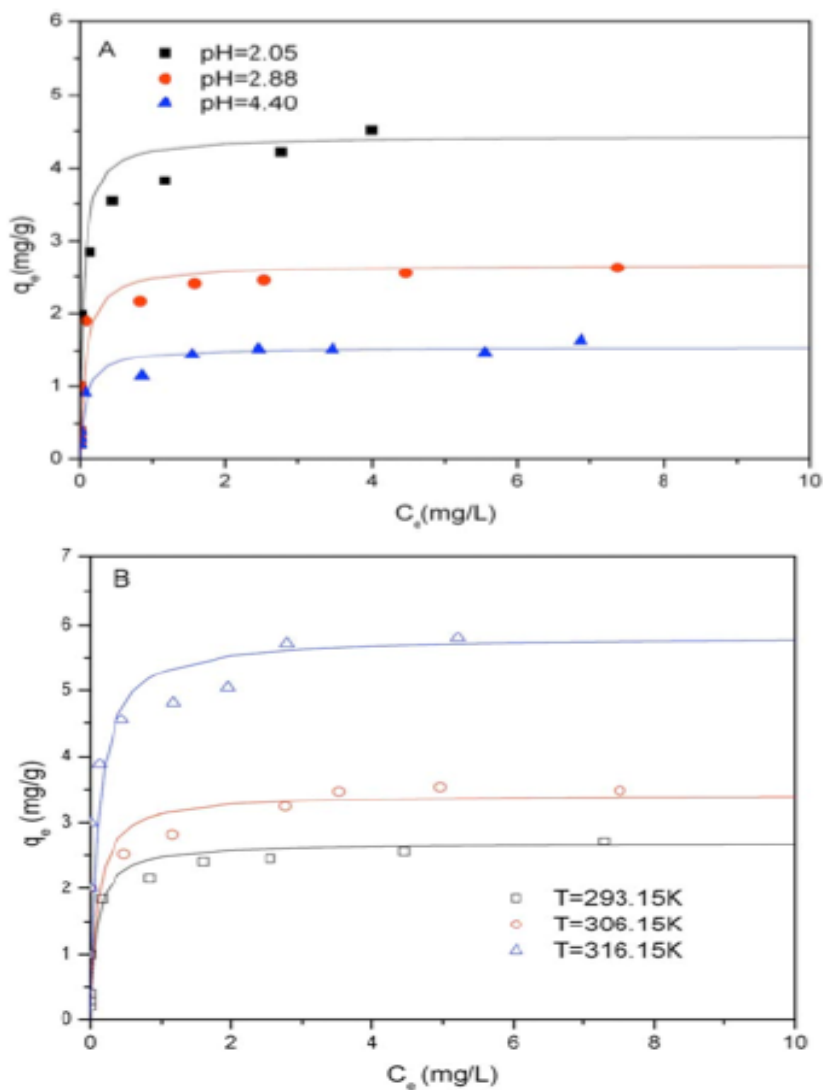 A
pH=2.05
pH=2.88
pH=4.40
6
5
4
3
2
1
0
qe(mg/g)
0 2 4 6 8 10
Ce(mg/L)
B
7
6
5
4
3
2
1
0
qe (mg/g)
T=293.15K
T=306.15K
T=316.15K
0 2 4 6 8 10
Ce (mg/L)